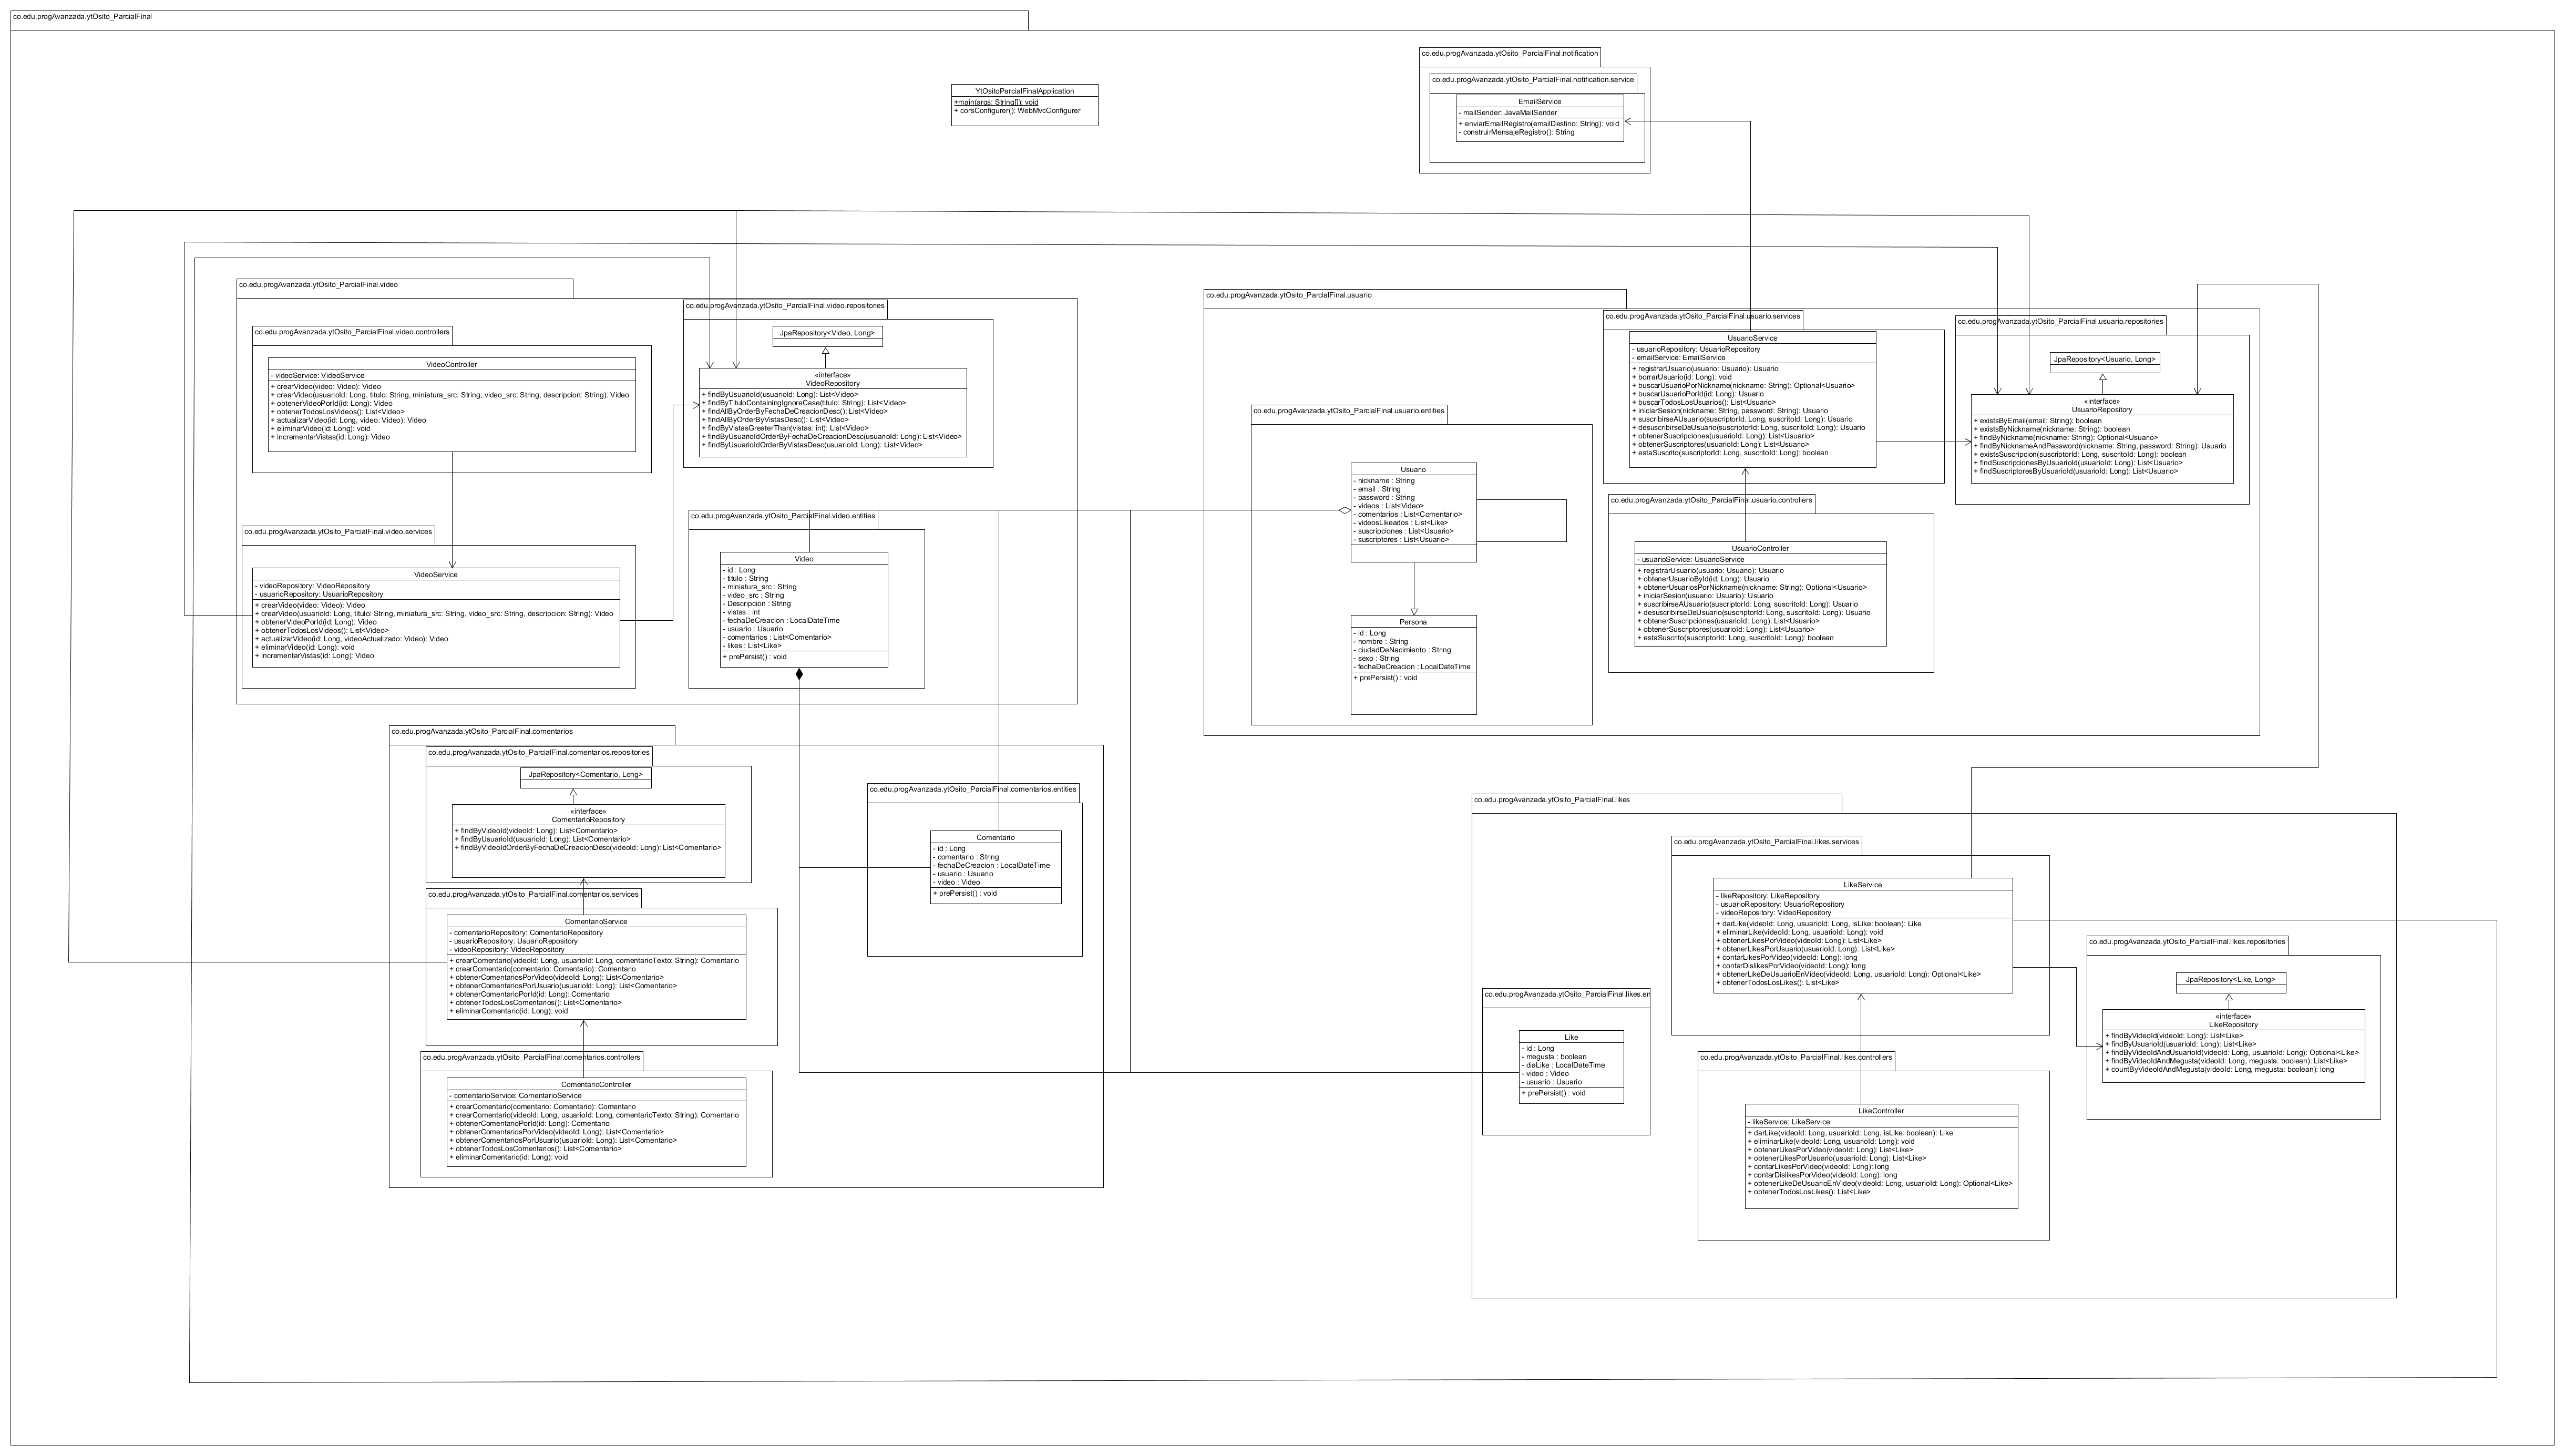 co.edu.progAvanzada.ytOsito_ParcialFinal
co.edu.progAvanzada.ytOsito_ParcialFinal.notification
co.edu.progAvanzada.ytOsito_ParcialFinal.notification.service
EmailService
- mailSender: JavaMailSender
+ enviarEmailRegistro(emailDestino: String): void
- construirMensajeRegistro(): String
YtOsitoParcialFinalApplication
+main(args: String[]): void
+ corsConfigurer(): WebMvcConfigurer
co.edu.progAvanzada.ytOsito_ParcialFinal.video
co.edu.progAvanzada.ytOsito_ParcialFinal.video.controllers
VideoController
- videoService: VideoService
+ crearVideo(video: Video): Video
+ crearVideo(usuarioId: Long, titulo: String, miniatura_src: String, video_src: String, descripcion: String): Video
+ obtenerVideoPorId(id: Long): Video
+ obtenerTodosLosVideos(): List<Video>
+ actualizarVideo(id: Long, video: Video): Video
+ eliminarVideo(id: Long): void
+ incrementarVistas(id: Long): Video
co.edu.progAvanzada.ytOsito_ParcialFinal.video.repositories
JpaRepository<Video, Long>
«interface»
VideoRepository
+ findByUsuarioId(usuarioId: Long): List<Video>
+ findByTituloContainingIgnoreCase(titulo: String): List<Video>
+ findAllByOrderByFechaDeCreacionDesc(): List<Video>
+ findAllByOrderByVistasDesc(): List<Video>
+ findByVistasGreaterThan(vistas: int): List<Video>
+ findByUsuarioIdOrderByFechaDeCreacionDesc(usuarioId: Long): List<Video>
+ findByUsuarioIdOrderByVistasDesc(usuarioId: Long): List<Video>
co.edu.progAvanzada.ytOsito_ParcialFinal.video.services
VideoService
- videoRepository: VideoRepository
- usuarioRepository: UsuarioRepository
+ crearVideo(video: Video): Video
+ crearVideo(usuarioId: Long, titulo: String, miniatura_src: String, video_src: String, descripcion: String): Video
+ obtenerVideoPorId(id: Long): Video
+ obtenerTodosLosVideos(): List<Video>
+ actualizarVideo(id: Long, videoActualizado: Video): Video
+ eliminarVideo(id: Long): void
+ incrementarVistas(id: Long): Video
co.edu.progAvanzada.ytOsito_ParcialFinal.video.entities
Video
- id : Long
- titulo : String
- miniatura_src : String
- video_src : String
- Descripcion : String
- vistas : int
- fechaDeCreacion : LocalDateTime
- usuario : Usuario
- comentarios : List<Comentario>
- likes : List<Like>
+ prePersist() : void
co.edu.progAvanzada.ytOsito_ParcialFinal.usuario
co.edu.progAvanzada.ytOsito_ParcialFinal.usuario.entities
Usuario
- nickname : String
- email : String
- password : String
- videos : List<Video>
- comentarios : List<Comentario>
- videosLikeados : List<Like>
- suscripciones : List<Usuario>
- suscriptores : List<Usuario>
Persona
- id : Long
- nombre : String
- ciudadDeNacimiento : String
- sexo : String
- fechaDeCreacion : LocalDateTime
+ prePersist() : void
co.edu.progAvanzada.ytOsito_ParcialFinal.usuario.services
UsuarioService
- usuarioRepository: UsuarioRepository
- emailService: EmailService
+ registrarUsuario(usuario: Usuario): Usuario
+ borrarUsuario(id: Long): void
+ buscarUsuarioPorNickname(nickname: String): Optional<Usuario>
+ buscarUsuarioPorId(id: Long): Usuario
+ buscarTodosLosUsuarios(): List<Usuario>
+ iniciarSesion(nickname: String, password: String): Usuario
+ suscribirseAUsuario(suscriptorId: Long, suscritoId: Long): Usuario
+ desuscribirseDeUsuario(suscriptorId: Long, suscritoId: Long): Usuario
+ obtenerSuscripciones(usuarioId: Long): List<Usuario>
+ obtenerSuscriptores(usuarioId: Long): List<Usuario>
+ estaSuscrito(suscriptorId: Long, suscritoId: Long): boolean
co.edu.progAvanzada.ytOsito_ParcialFinal.usuario.repositories
JpaRepository<Usuario, Long>
«interface»
UsuarioRepository
+ existsByEmail(email: String): boolean
+ existsByNickname(nickname: String): boolean
+ findByNickname(nickname: String): Optional<Usuario>
+ findByNicknameAndPassword(nickname: String, password: String): Usuario
+ existsSuscripcion(suscriptorId: Long, suscritoId: Long): boolean
+ findSuscripcionesByUsuarioId(usuarioId: Long): List<Usuario>
+ findSuscriptoresByUsuarioId(usuarioId: Long): List<Usuario>
co.edu.progAvanzada.ytOsito_ParcialFinal.usuario.controllers
UsuarioController
- usuarioService: UsuarioService
+ registrarUsuario(usuario: Usuario): Usuario
+ obtenerUsuarioById(id: Long): Usuario
+ obtenerUsuariosPorNickname(nickname: String): Optional<Usuario>
+ iniciarSesion(usuario: Usuario): Usuario
+ suscribirseAUsuario(suscriptorId: Long, suscritoId: Long): Usuario
+ desuscribirseDeUsuario(suscriptorId: Long, suscritoId: Long): Usuario
+ obtenerSuscripciones(usuarioId: Long): List<Usuario>
+ obtenerSuscriptores(usuarioId: Long): List<Usuario>
+ estaSuscrito(suscriptorId: Long, suscritoId: Long): boolean
co.edu.progAvanzada.ytOsito_ParcialFinal.comentarios
co.edu.progAvanzada.ytOsito_ParcialFinal.comentarios.repositories
JpaRepository<Comentario, Long>
«interface»
ComentarioRepository
+ findByVideoId(videoId: Long): List<Comentario>
+ findByUsuarioId(usuarioId: Long): List<Comentario>
+ findByVideoIdOrderByFechaDeCreacionDesc(videoId: Long): List<Comentario>
co.edu.progAvanzada.ytOsito_ParcialFinal.comentarios.services
ComentarioService
- comentarioRepository: ComentarioRepository
- usuarioRepository: UsuarioRepository
- videoRepository: VideoRepository
+ crearComentario(videoId: Long, usuarioId: Long, comentarioTexto: String): Comentario
+ crearComentario(comentario: Comentario): Comentario
+ obtenerComentariosPorVideo(videoId: Long): List<Comentario>
+ obtenerComentariosPorUsuario(usuarioId: Long): List<Comentario>
+ obtenerComentarioPorId(id: Long): Comentario
+ obtenerTodosLosComentarios(): List<Comentario>
+ eliminarComentario(id: Long): void
co.edu.progAvanzada.ytOsito_ParcialFinal.comentarios.controllers
ComentarioController
- comentarioService: ComentarioService
+ crearComentario(comentario: Comentario): Comentario
+ crearComentario(videoId: Long, usuarioId: Long, comentarioTexto: String): Comentario
+ obtenerComentarioPorId(id: Long): Comentario
+ obtenerComentariosPorVideo(videoId: Long): List<Comentario>
+ obtenerComentariosPorUsuario(usuarioId: Long): List<Comentario>
+ obtenerTodosLosComentarios(): List<Comentario>
+ eliminarComentario(id: Long): void
co.edu.progAvanzada.ytOsito_ParcialFinal.comentarios.entities
Comentario
- id : Long
- comentario : String
- fechaDeCreacion : LocalDateTime
- usuario : Usuario
- video : Video
+ prePersist() : void
co.edu.progAvanzada.ytOsito_ParcialFinal.likes
co.edu.progAvanzada.ytOsito_ParcialFinal.likes.en
Like
- id : Long
- megusta : boolean
- diaLike : LocalDateTime
- video : Video
- usuario : Usuario
+ prePersist() : void
co.edu.progAvanzada.ytOsito_ParcialFinal.likes.services
LikeService
- likeRepository: LikeRepository
- usuarioRepository: UsuarioRepository
- videoRepository: VideoRepository
+ darLike(videoId: Long, usuarioId: Long, isLike: boolean): Like
+ eliminarLike(videoId: Long, usuarioId: Long): void
+ obtenerLikesPorVideo(videoId: Long): List<Like>
+ obtenerLikesPorUsuario(usuarioId: Long): List<Like>
+ contarLikesPorVideo(videoId: Long): long
+ contarDislikesPorVideo(videoId: Long): long
+ obtenerLikeDeUsuarioEnVideo(videoId: Long, usuarioId: Long): Optional<Like>
+ obtenerTodosLosLikes(): List<Like>
co.edu.progAvanzada.ytOsito_ParcialFinal.likes.repositories
JpaRepository<Like, Long>
«interface»
LikeRepository
+ findByVideoId(videoId: Long): List<Like>
+ findByUsuarioId(usuarioId: Long): List<Like>
+ findByVideoIdAndUsuarioId(videoId: Long, usuarioId: Long): Optional<Like>
+ findByVideoIdAndMegusta(videoId: Long, megusta: boolean): List<Like>
+ countByVideoIdAndMegusta(videoId: Long, megusta: boolean): long
co.edu.progAvanzada.ytOsito_ParcialFinal.likes.controllers
LikeController
- likeService: LikeService
+ darLike(videoId: Long, usuarioId: Long, isLike: boolean): Like
+ eliminarLike(videoId: Long, usuarioId: Long): void
+ obtenerLikesPorVideo(videoId: Long): List<Like>
+ obtenerLikesPorUsuario(usuarioId: Long): List<Like>
+ contarLikesPorVideo(videoId: Long): long
+ contarDislikesPorVideo(videoId: Long): long
+ obtenerLikeDeUsuarioEnVideo(videoId: Long, usuarioId: Long): Optional<Like>
+ obtenerTodosLosLikes(): List<Like>